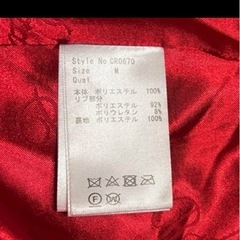 Style No GR0670
Size M
Qual
本体 ポリエステル 100%
リブ部分
ポリエステル 92%
ポリウレタン 8%
裏地 ポリエステル 100%